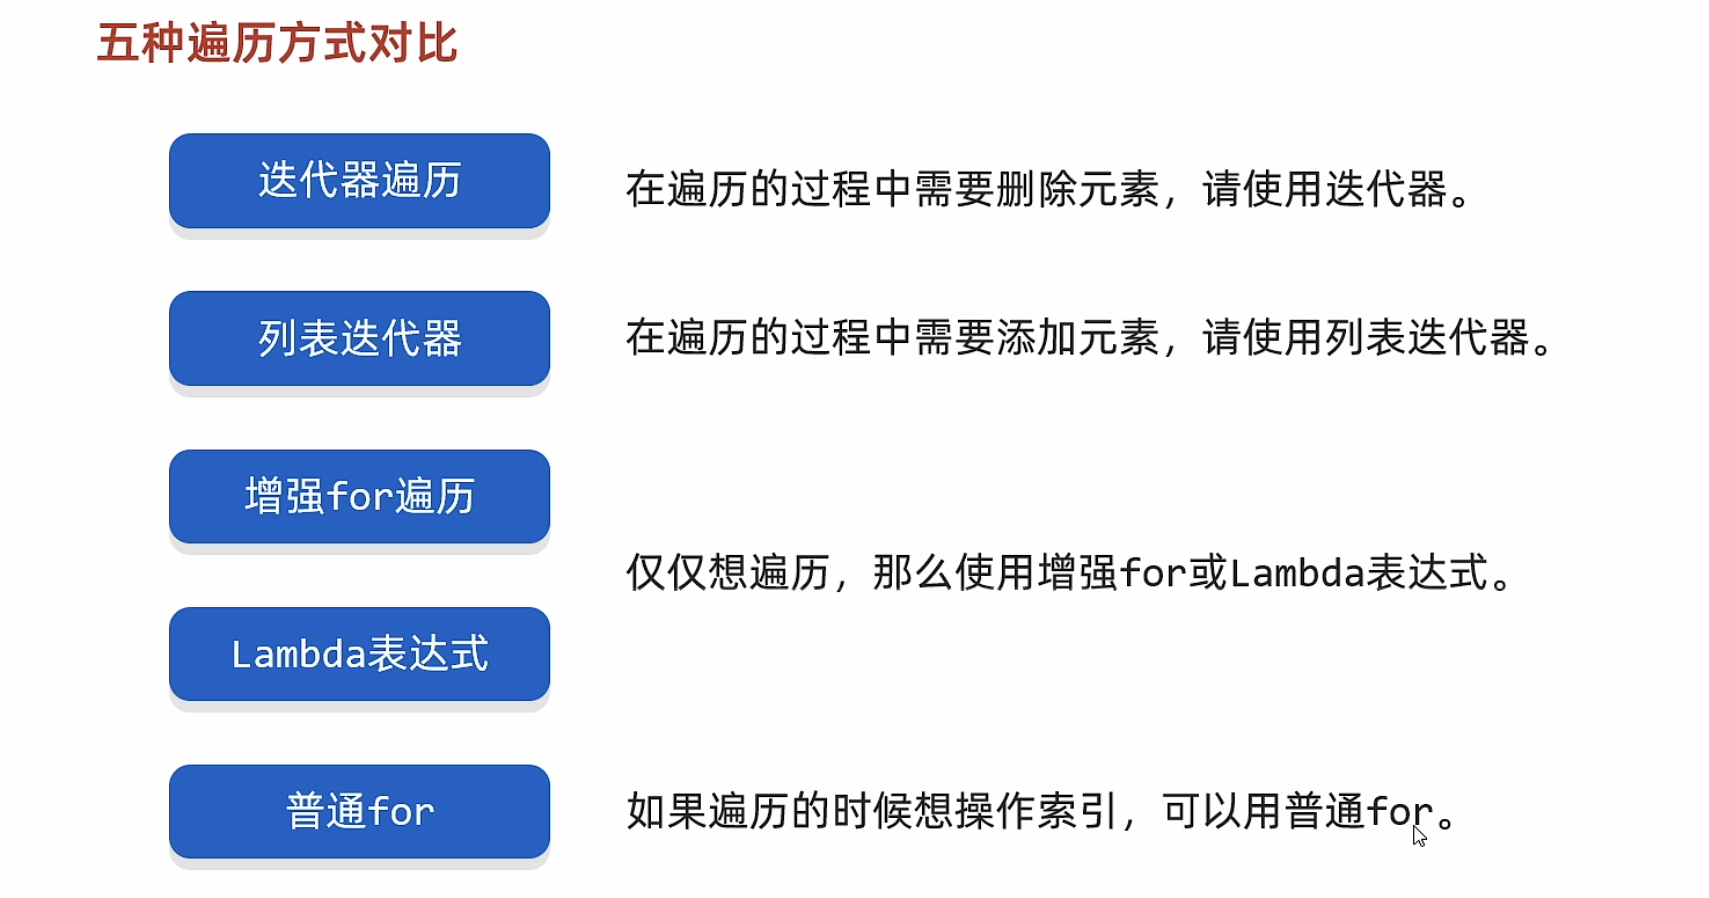 五种遍历方式对比
迭代器遍历
在遍历的过程中需要删除元素，请使用迭代器。
列表迭代器
在遍历的过程中需要添加元素，请使用列表迭代器。
增强for遍历
仅仅想遍历，那么使用增强for或Lambda表达式。
Lambda表达式
普通for
如果遍历的时候想操作索引，可以用普通for。